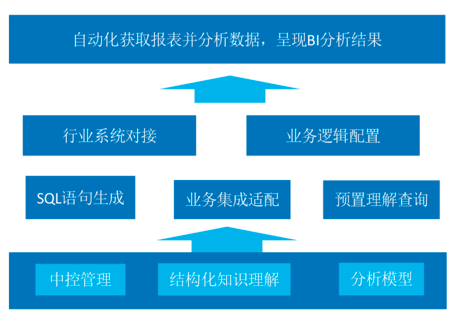 自动化获取报表并分析数据，呈现BI分析结果
行业系统对接
业务逻辑配置
SQL语句生成
业务集成适配
预置理解查询
中控管理
结构化知识理解
分析模型